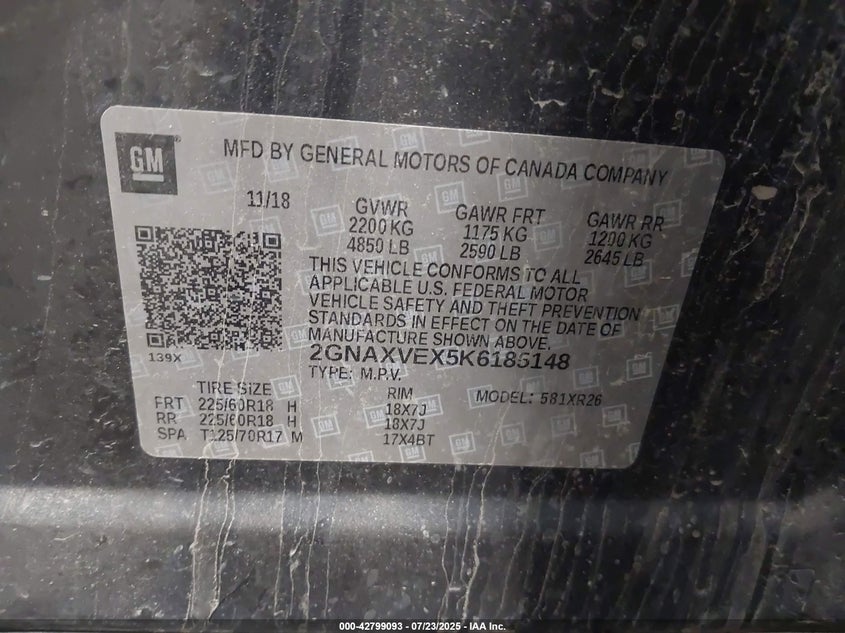 GM
MFD BY GENERAL MOTORS OF CANADA COMPANY
11/18
GVWR GAWR FRT GAWR RR
2200 KG 1175 KG 1200 KG
4850 LB 2590 LB 2645 LB
THIS VEHICLE CONFORMS TO ALL
APPLICABLE U.S. FEDERAL MOTOR
VEHICLE SAFETY AND THEFT PREVENTION
STANDARDS IN EFFECT ON THE DATE OF
MANUFACTURE SHOWN ABOVE.
139X
2GNAXVEX5K6185148
TYPE: M.P.V.
TIRE SIZE RIM MODEL: 581XR26
FRT 225/60R18 H 18X7J
RR 225/60R18 H 18X7J
SPA T125/70R17 M 17X4BT
000-42799093 - 07/23/2025 - IAA Inc.